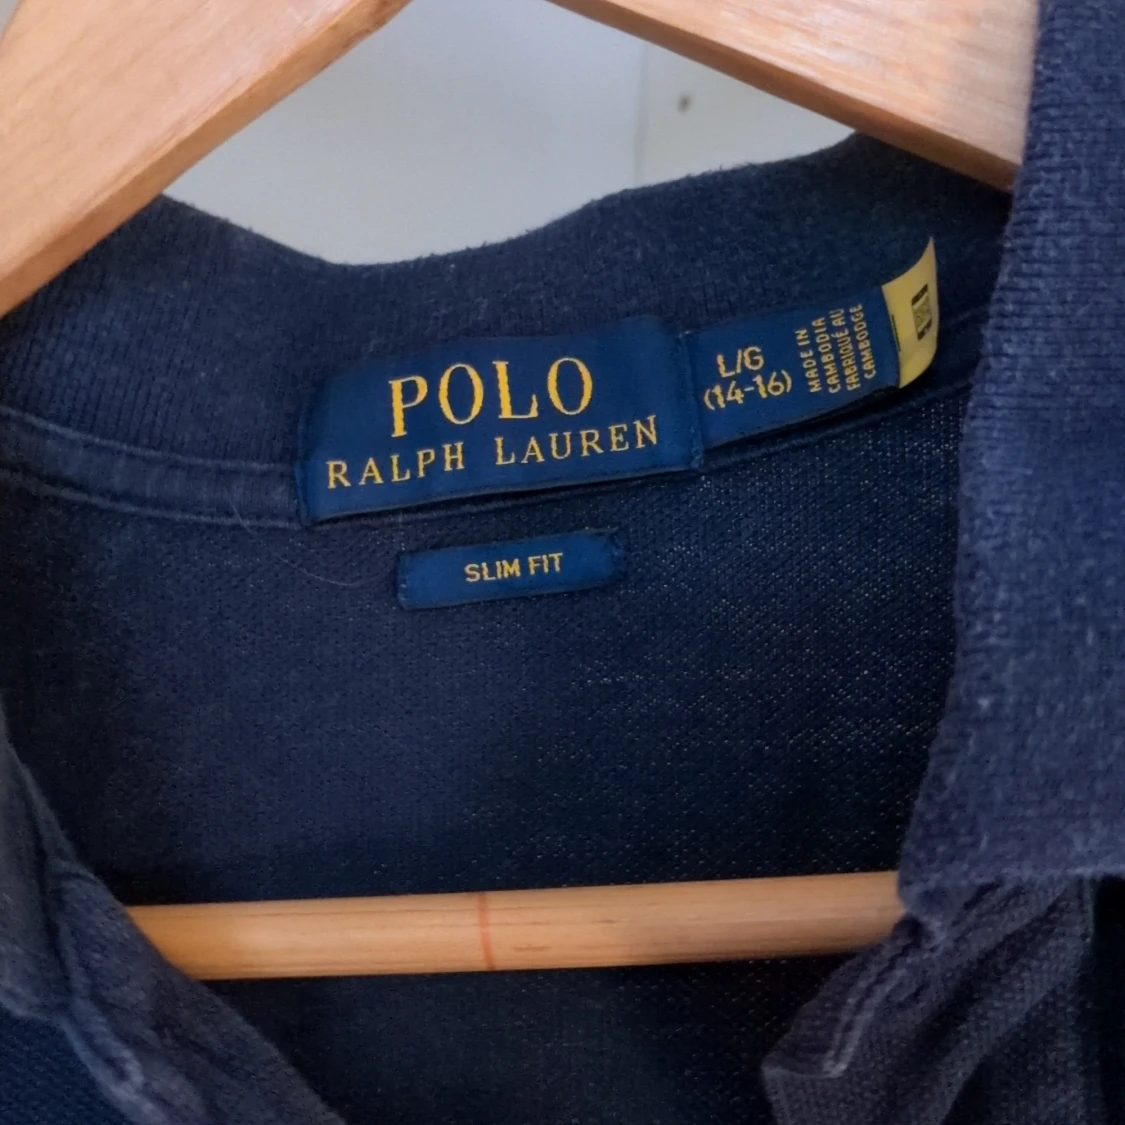 POLO
RALPH LAUREN
L/G
(14-16)
MADE IN
CAMBODIA
FABRIQUÉ AU
CAMBODGE
SLIM FIT